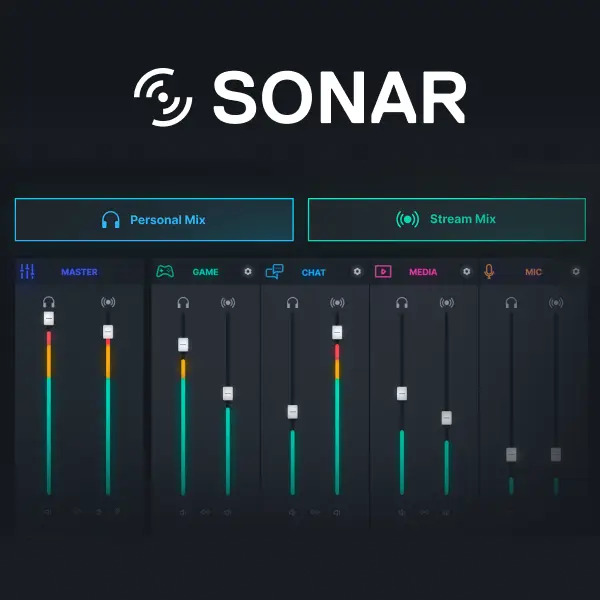 SONAR
Personal Mix
Stream Mix
MASTER
GAME
CHAT
MEDIA
MIC